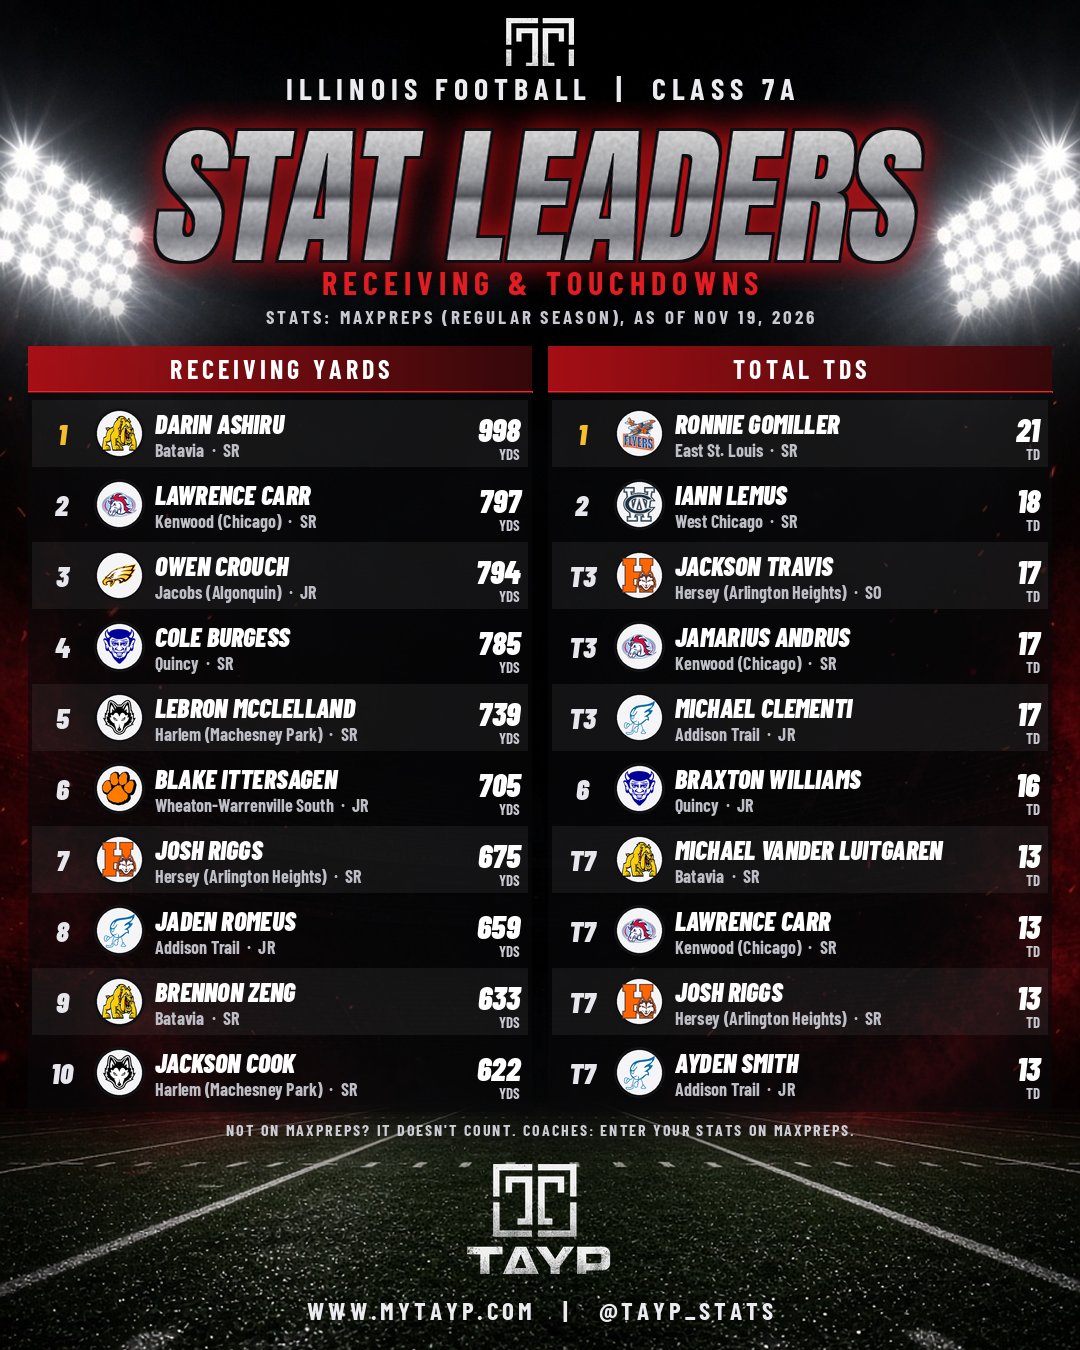 ILLINOIS FOOTBALL | CLASS 7A
STAT LEADERS
RECEIVING & TOUCHDOWNS
STATS: MAXPREPS (REGULAR SEASON), AS OF NOV 19, 2026
RECEIVING YARDS
1 DARIN ASHIRU 998
Batavia · SR YDS
2 LAWRENCE CARR 797
Kenwood (Chicago) · SR YDS
3 OWEN CROUCH 794
Jacobs (Algonquin) · JR YDS
4 COLE BURGESS 785
Quincy · SR YDS
5 LEBRON MCCLELLAND 739
Harlem (Machesney Park) · SR YDS
6 BLAKE ITTERSAGEN 705
Wheaton-Warrenville South · JR YDS
7 JOSH RIGGS 675
Hersey (Arlington Heights) · SR YDS
8 JADEN ROMEUS 659
Addison Trail · JR YDS
9 BRENNON ZENG 633
Batavia · SR YDS
10 JACKSON COOK 622
Harlem (Machesney Park) · SR YDS
TOTAL TDS
1 FLYERS RONNIE GOMILLER 21
East St. Louis · SR TD
2 IANN LEMUS 18
West Chicago · SR TD
T3 H JACKSON TRAVIS 17
Hersey (Arlington Heights) · SO TD
T3 JAMARIUS ANDRUS 17
Kenwood (Chicago) · SR TD
T3 MICHAEL CLEMENTI 17
Addison Trail · JR TD
6 BRAXTON WILLIAMS 16
Quincy · JR TD
T7 MICHAEL VANDER LUITGAREN 13
Batavia · SR TD
T7 LAWRENCE CARR 13
Kenwood (Chicago) · SR TD
T7 JOSH RIGGS 13
Hersey (Arlington Heights) · SR TD
T7 AYDEN SMITH 13
Addison Trail · JR TD
NOT ON MAXPREPS? IT DOESN'T COUNT. COACHES: ENTER YOUR STATS ON MAXPREPS.
TAYP
WWW.MYTAYP.COM | @TAYP_STATS